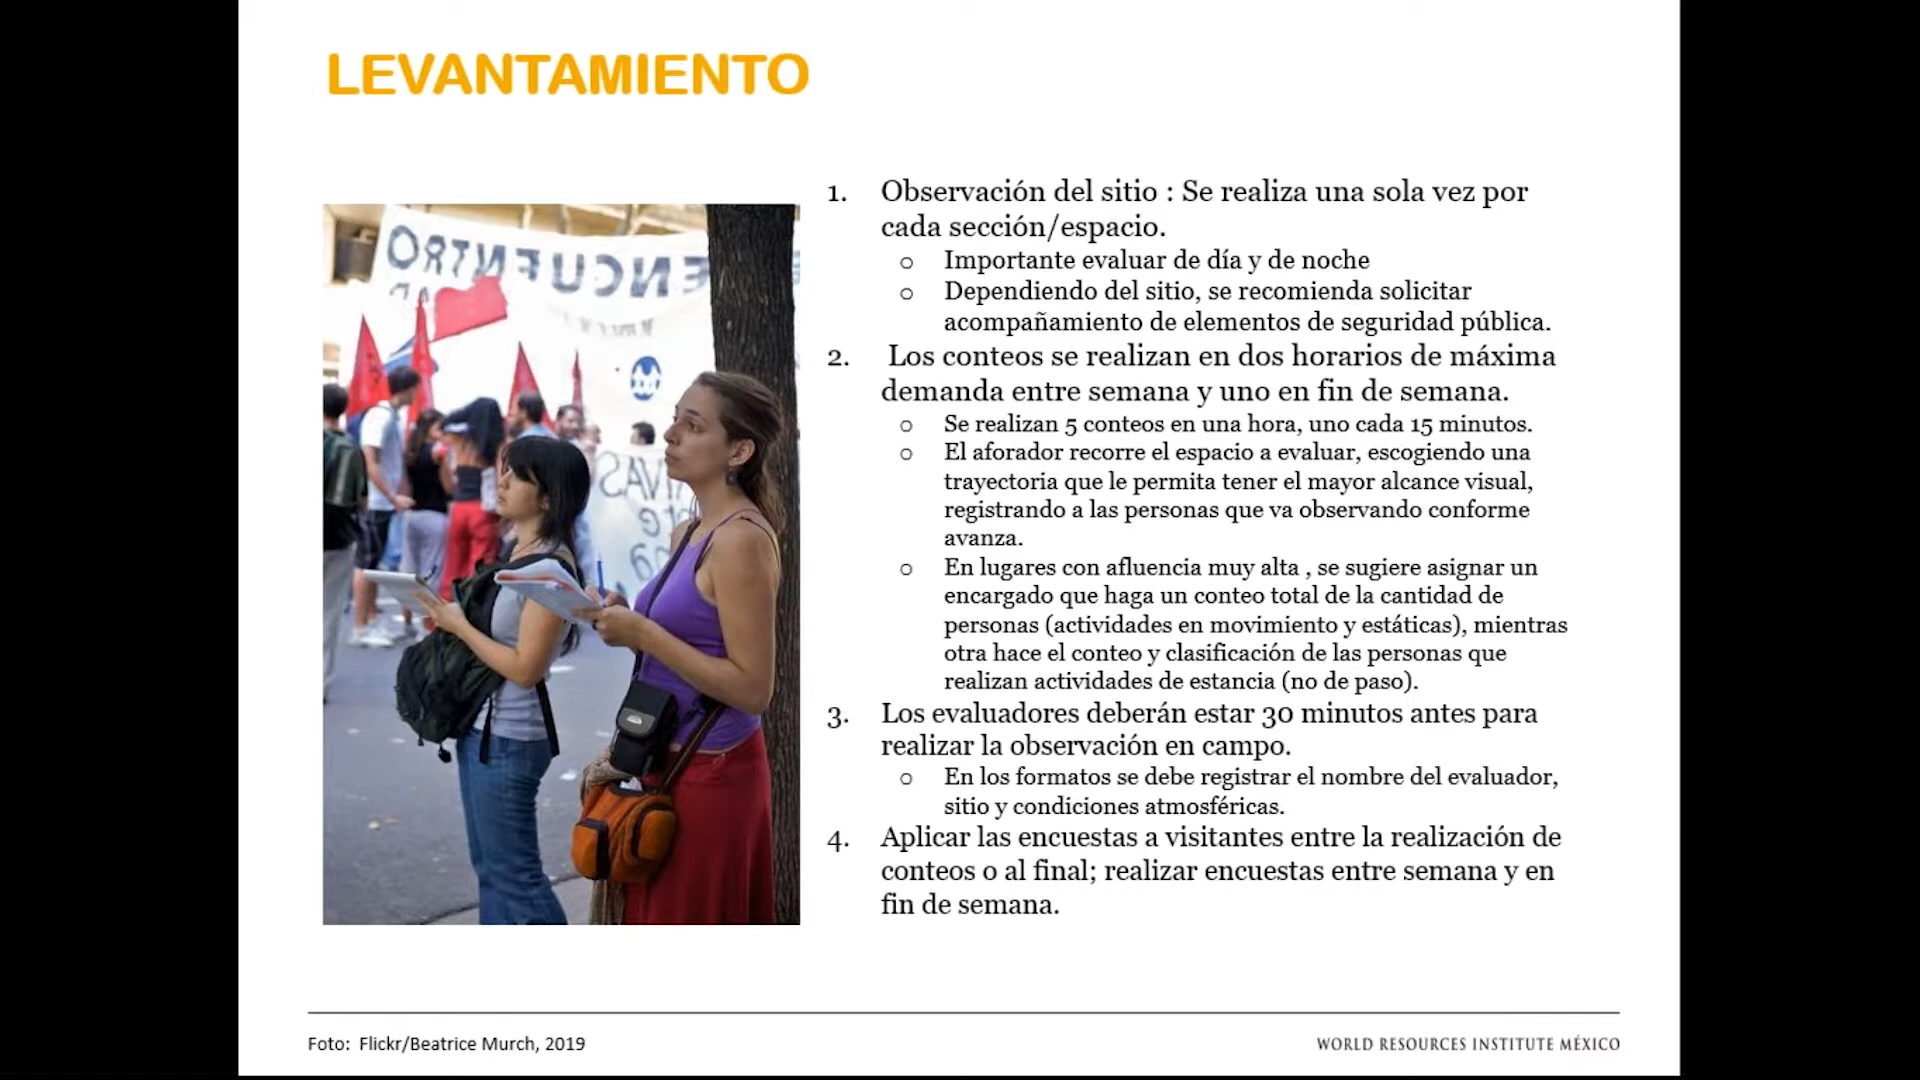 LEVANTAMIENTO
ENCUENTRO
1. Observación del sitio : Se realiza una sola vez por
cada sección/espacio.
o Importante evaluar de día y de noche
o Dependiendo del sitio, se recomienda solicitar
acompañamiento de elementos de seguridad pública.
2. Los conteos se realizan en dos horarios de máxima
demanda entre semana y uno en fin de semana.
o Se realizan 5 conteos en una hora, uno cada 15 minutos.
o El aforador recorre el espacio a evaluar, escogiendo una
trayectoria que le permita tener el mayor alcance visual,
registrando a las personas que va observando conforme
avanza.
o En lugares con afluencia muy alta , se sugiere asignar un
encargado que haga un conteo total de la cantidad de
personas (actividades en movimiento y estáticas), mientras
otra hace el conteo y clasificación de las personas que
realizan actividades de estancia (no de paso).
3. Los evaluadores deberán estar 30 minutos antes para
realizar la observación en campo.
o En los formatos se debe registrar el nombre del evaluador,
sitio y condiciones atmosféricas.
4. Aplicar las encuestas a visitantes entre la realización de
conteos o al final; realizar encuestas entre semana y en
fin de semana.
Foto: Flickr/Beatrice Murch, 2019
WORLD RESOURCES INSTITUTE MÉXICO